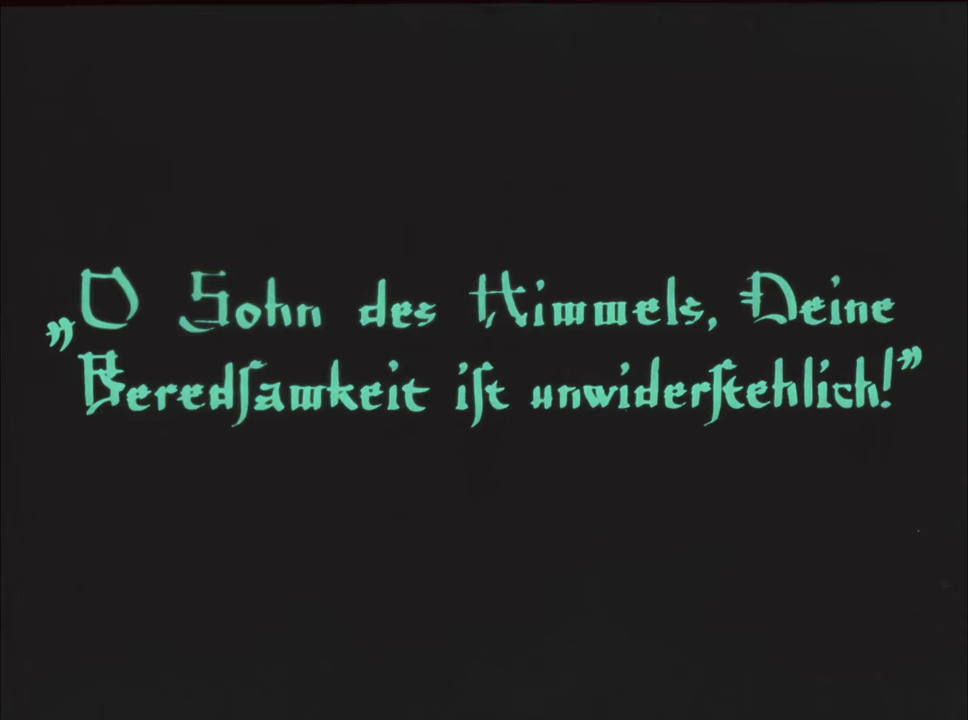 „O Sohn des Himmels, Deine
Beredſamkeit iſt unwiderſtehlich!”